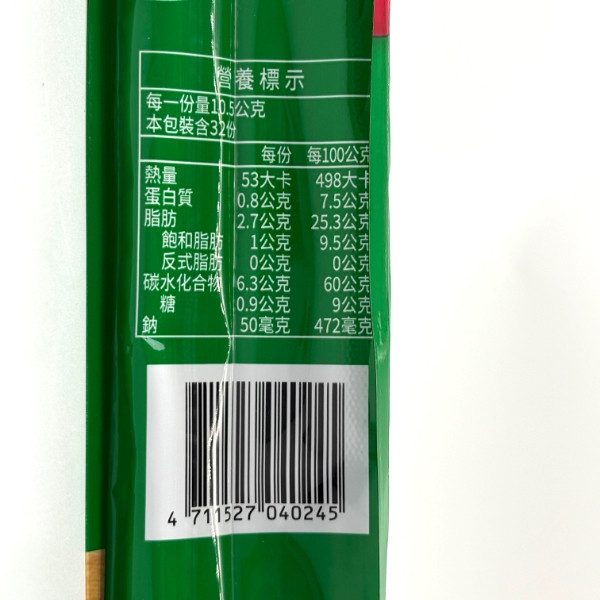 營養標示
每一份量10.5公克
本包裝含32份
每份 每100公克
熱量 53大卡 498大卡
蛋白質 0.8公克 7.5公克
脂肪 2.7公克 25.3公克
飽和脂肪 1公克 9.5公克
反式脂肪 0公克 0公克
碳水化合物 6.3公克 60公克
糖 0.9公克 9公克
鈉 50毫克 472毫克
4 711527 040245